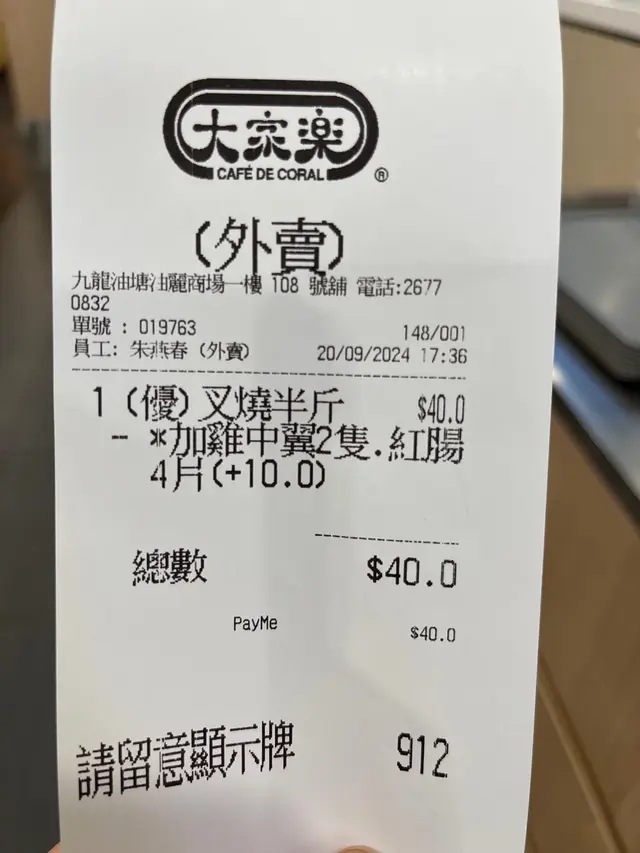 大家樂
CAFÉ DE CORAL
®
(外賣)
九龍油塘油麗商場一樓 108 號舖 電話:2677
0832
單號 : 019763 148/001
員工: 朱燕春 (外賣) 20/09/2024 17:36
1 (優) 叉燒半斤 $40.0
- *加雞中翼2隻.紅腸
4片(+10.0)
總數 $40.0
PayMe $40.0
請留意顯示牌 912